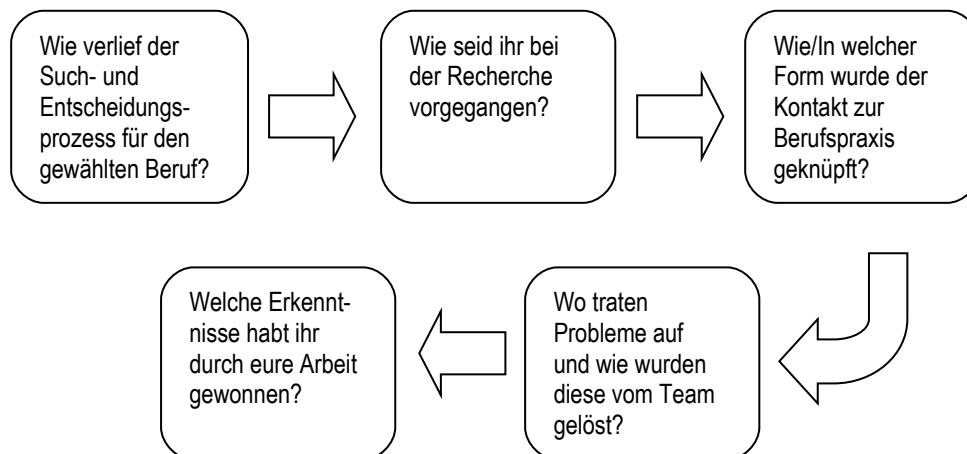 Wie verlief der
Such- und
Entscheidungs-
prozess für den
gewählten Beruf?
Wie seid ihr bei
der Recherche
vorgegangen?
Wie/In welcher
Form wurde der
Kontakt zur
Berufspraxis
geknüpft?
Wo traten
Probleme auf
und wie wurden
diese vom Team
gelöst?
Welche Erkennt-
nisse habt ihr
durch eure Arbeit
gewonnen?